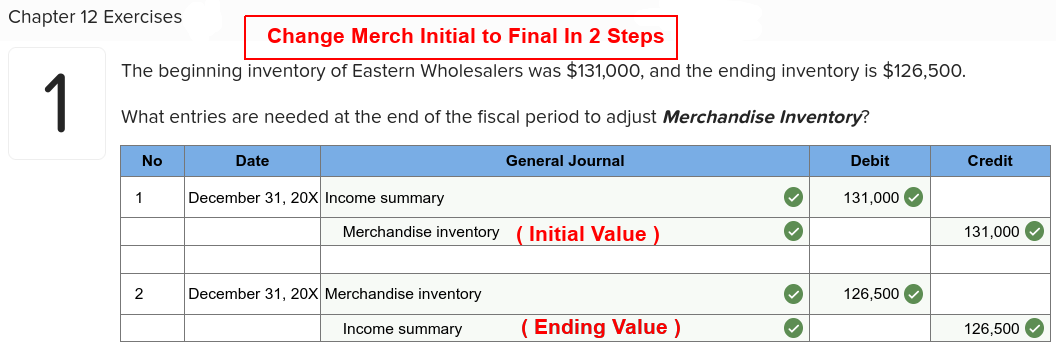 Chapter 12 Exercises
Change Merch Initial to Final In 2 Steps
1
The beginning inventory of Eastern Wholesalers was $131,000, and the ending inventory is $126,500.
What entries are needed at the end of the fiscal period to adjust Merchandise Inventory?
No Date General Journal Debit Credit
1 December 31, 20X Income summary 131,000
Merchandise inventory ( Initial Value ) 131,000
2 December 31, 20X Merchandise inventory 126,500
Income summary ( Ending Value ) 126,500